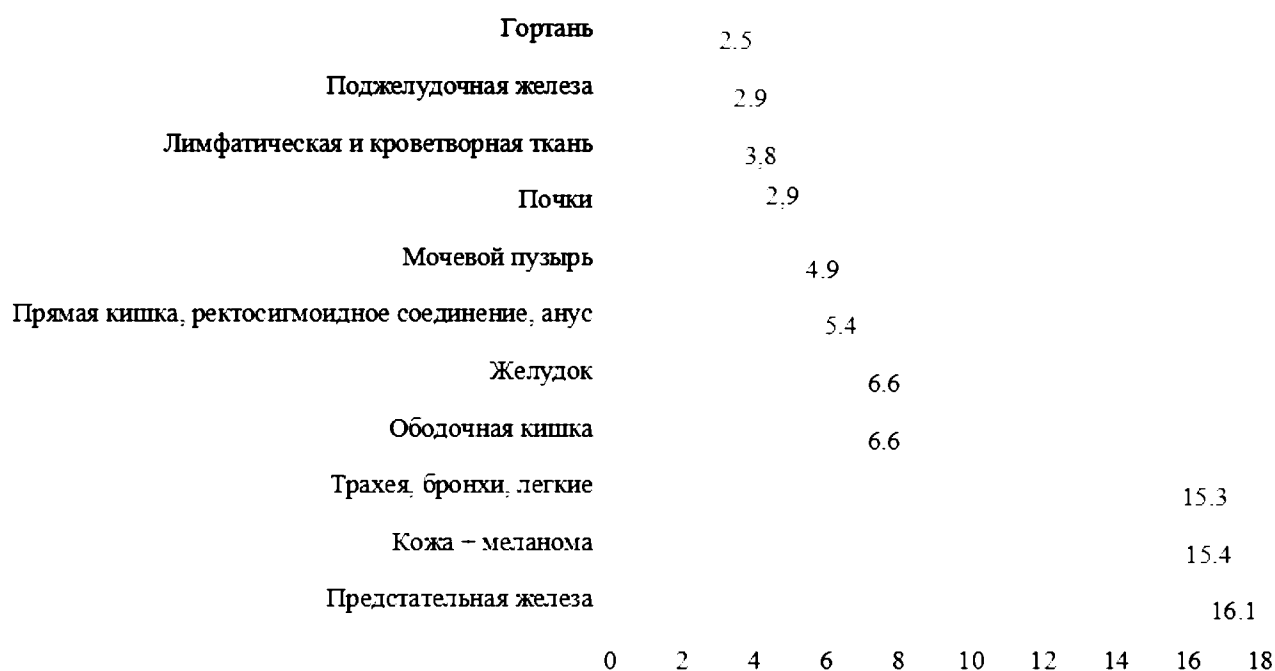 Гортань 2.5
Поджелудочная железа 2.9
Лимфатическая и кроветворная ткань 3,8
Почки 2,9
Мочевой пузырь 4.9
Прямая кишка, ректосигмоидное соединение, анус 5.4
Желудок 6.6
Ободочная кишка 6.6
Трахея, бронхи, легкие 15.3
Кожа – меланома 15.4
Предстательная железа 16.1
0 2 4 6 8 10 12 14 16 18